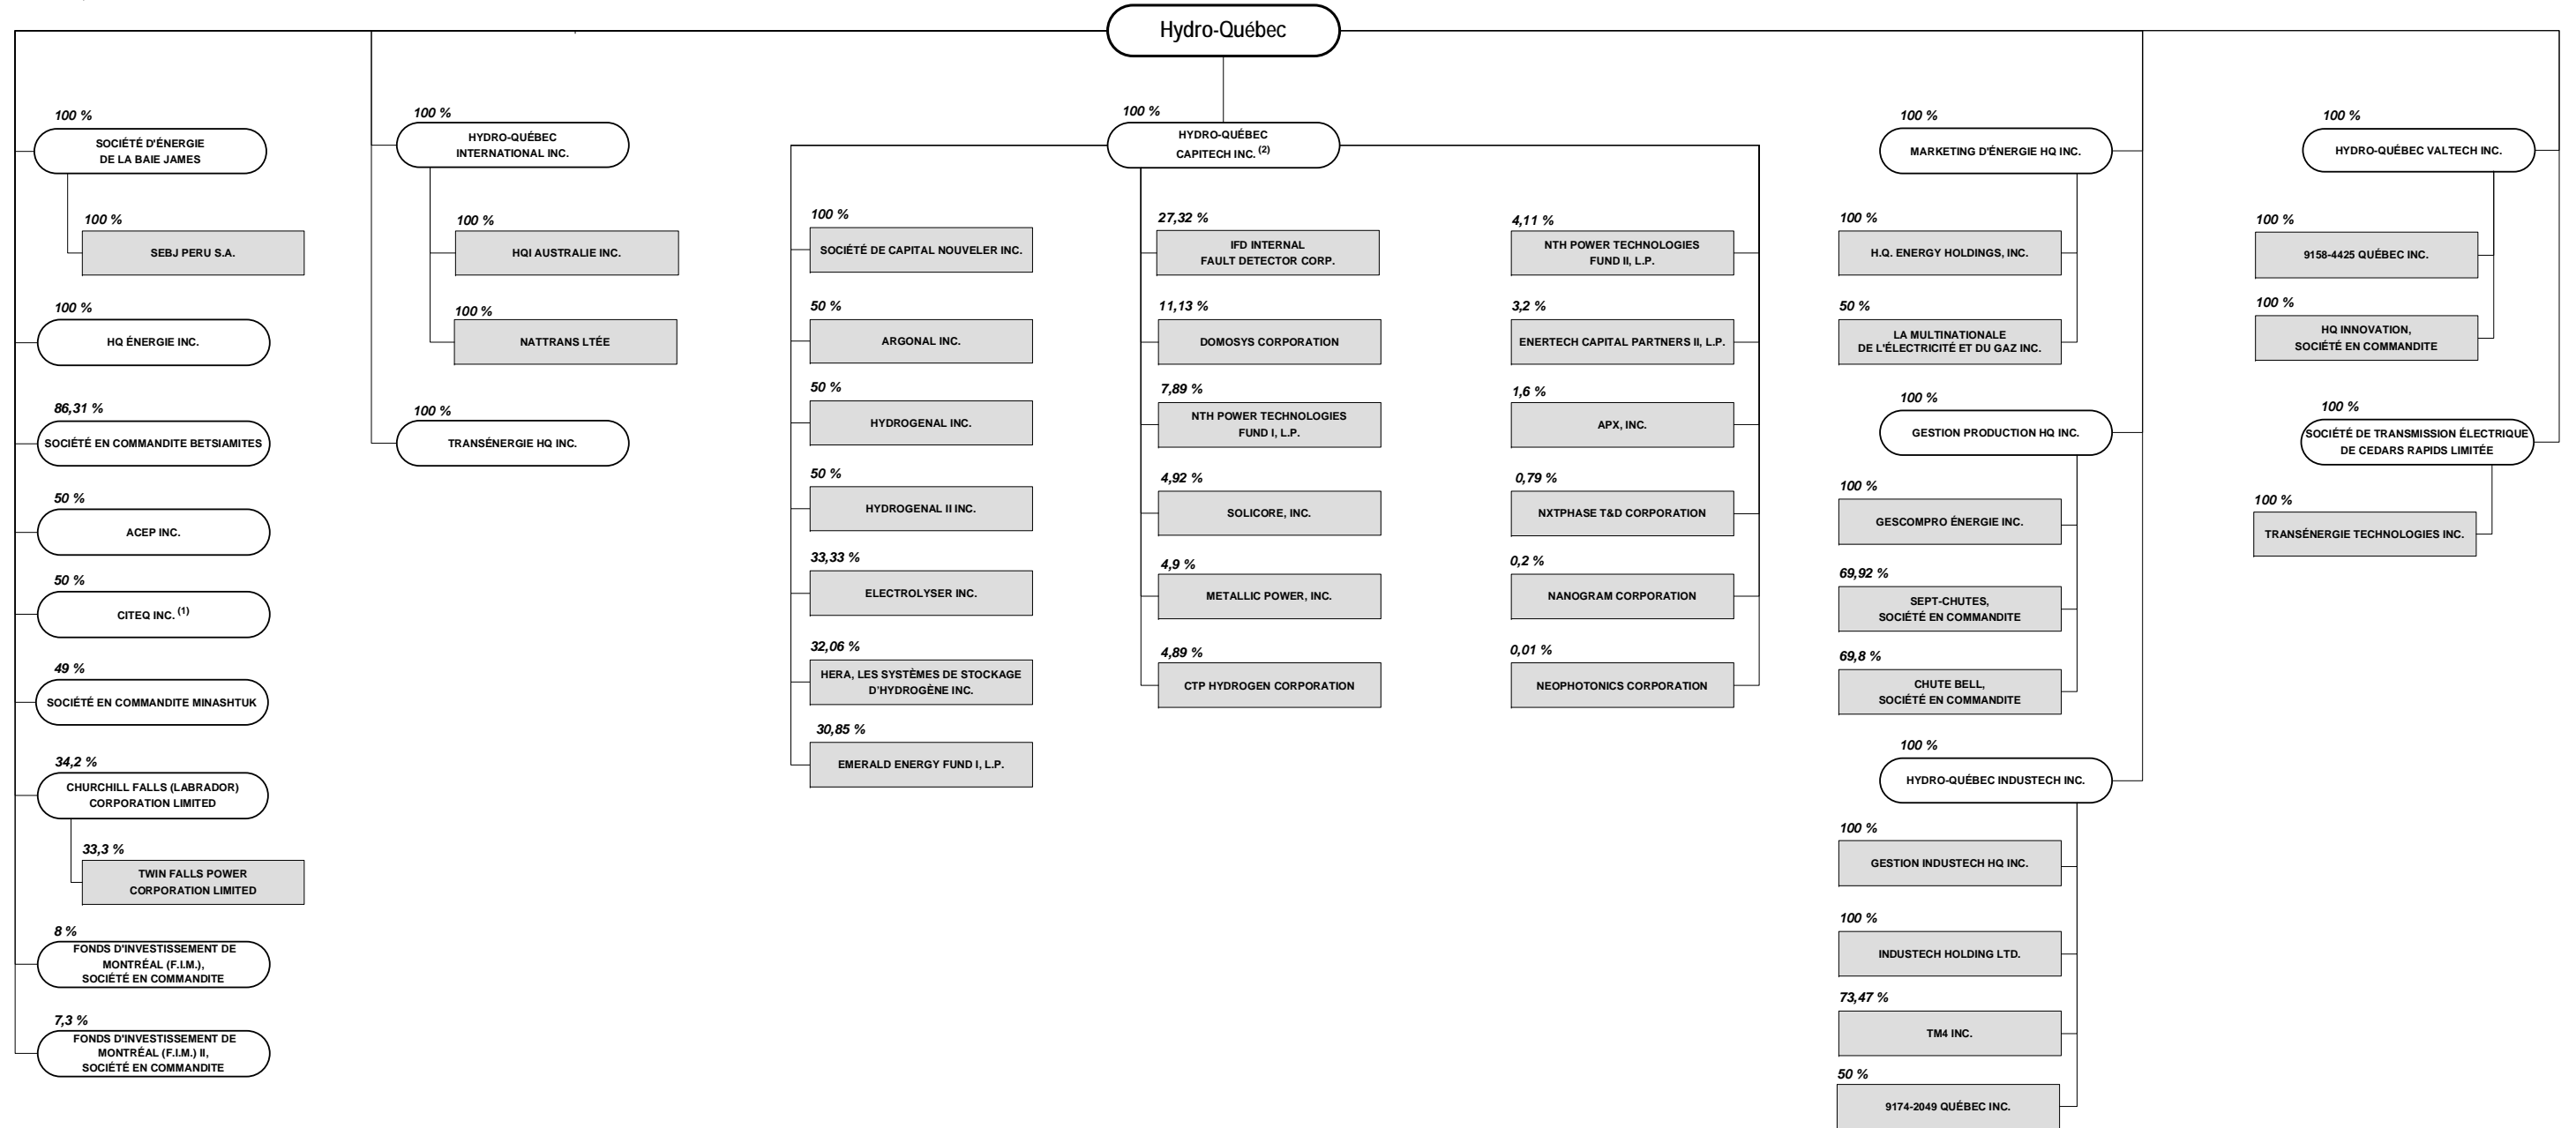 Hydro-Québec
100 %
SOCIÉTÉ D'ÉNERGIE
DE LA BAIE JAMES
100 %
SEBJ PERU S.A.
100 %
HQ ÉNERGIE INC.
86,31 %
SOCIÉTÉ EN COMMANDITE BETSIAMITES
50 %
ACEP INC.
50 %
CITEQ INC. (1)
49 %
SOCIÉTÉ EN COMMANDITE MINASHTUK
34,2 %
CHURCHILL FALLS (LABRADOR)
CORPORATION LIMITED
33,3 %
TWIN FALLS POWER
CORPORATION LIMITED
8 %
FONDS D'INVESTISSEMENT DE
MONTRÉAL (F.I.M.),
SOCIÉTÉ EN COMMANDITE
7,3 %
FONDS D'INVESTISSEMENT DE
MONTRÉAL (F.I.M.) II,
SOCIÉTÉ EN COMMANDITE
100 %
HYDRO-QUÉBEC
INTERNATIONAL INC.
100 %
HQI AUSTRALIE INC.
100 %
NATTRANS LTÉE
100 %
TRANSÉNERGIE HQ INC.
100 %
HYDRO-QUÉBEC
CAPITECH INC. (2)
100 %
SOCIÉTÉ DE CAPITAL NOUVELER INC.
50 %
ARGONAL INC.
50 %
HYDROGENAL INC.
50 %
HYDROGENAL II INC.
33,33 %
ELECTROLYSER INC.
32,06 %
HERA, LES SYSTÈMES DE STOCKAGE
D'HYDROGÈNE INC.
30,85 %
EMERALD ENERGY FUND I, L.P.
27,32 %
IFD INTERNAL
FAULT DETECTOR CORP.
11,13 %
DOMOSYS CORPORATION
7,89 %
NTH POWER TECHNOLOGIES
FUND I, L.P.
4,92 %
SOLICORE, INC.
4,9 %
METALLIC POWER, INC.
4,89 %
CTP HYDROGEN CORPORATION
4,11 %
NTH POWER TECHNOLOGIES
FUND II, L.P.
3,2 %
ENERTECH CAPITAL PARTNERS II, L.P.
1,6 %
APX, INC.
0,79 %
NXTPHASE T&D CORPORATION
0,2 %
NANOGRAM CORPORATION
0,01 %
NEOPHOTONICS CORPORATION
100 %
MARKETING D'ÉNERGIE HQ INC.
100 %
H.Q. ENERGY HOLDINGS, INC.
50 %
LA MULTINATIONALE
DE L'ÉLECTRICITÉ ET DU GAZ INC.
100 %
GESTION PRODUCTION HQ INC.
100 %
GESCOMPRO ÉNERGIE INC.
69,92 %
SEPT-CHUTES,
SOCIÉTÉ EN COMMANDITE
69,8 %
CHUTE BELL,
SOCIÉTÉ EN COMMANDITE
100 %
HYDRO-QUÉBEC INDUSTECH INC.
100 %
GESTION INDUSTECH HQ INC.
100 %
INDUSTECH HOLDING LTD.
73,47 %
TM4 INC.
50 %
9174-2049 QUÉBEC INC.
100 %
HYDRO-QUÉBEC VALTECH INC.
100 %
9158-4425 QUÉBEC INC.
100 %
HQ INNOVATION,
SOCIÉTÉ EN COMMANDITE
100 %
SOCIÉTÉ DE TRANSMISSION ÉLECTRIQUE
DE CEDARS RAPIDS LIMITÉE
100 %
TRANSÉNERGIE TECHNOLOGIES INC.